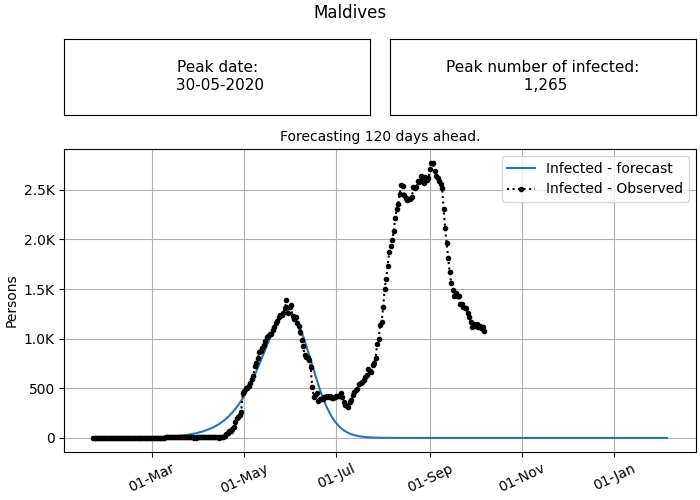 Maldives
Peak date:
30-05-2020
Peak number of infected:
1,265
Forecasting 120 days ahead.
Infected - forecast
Infected - Observed
2.5K
2.0K
1.5K
1.0K
500
0
Persons
01-Mar
01-May
01-Jul
01-Sep
01-Nov
01-Jan